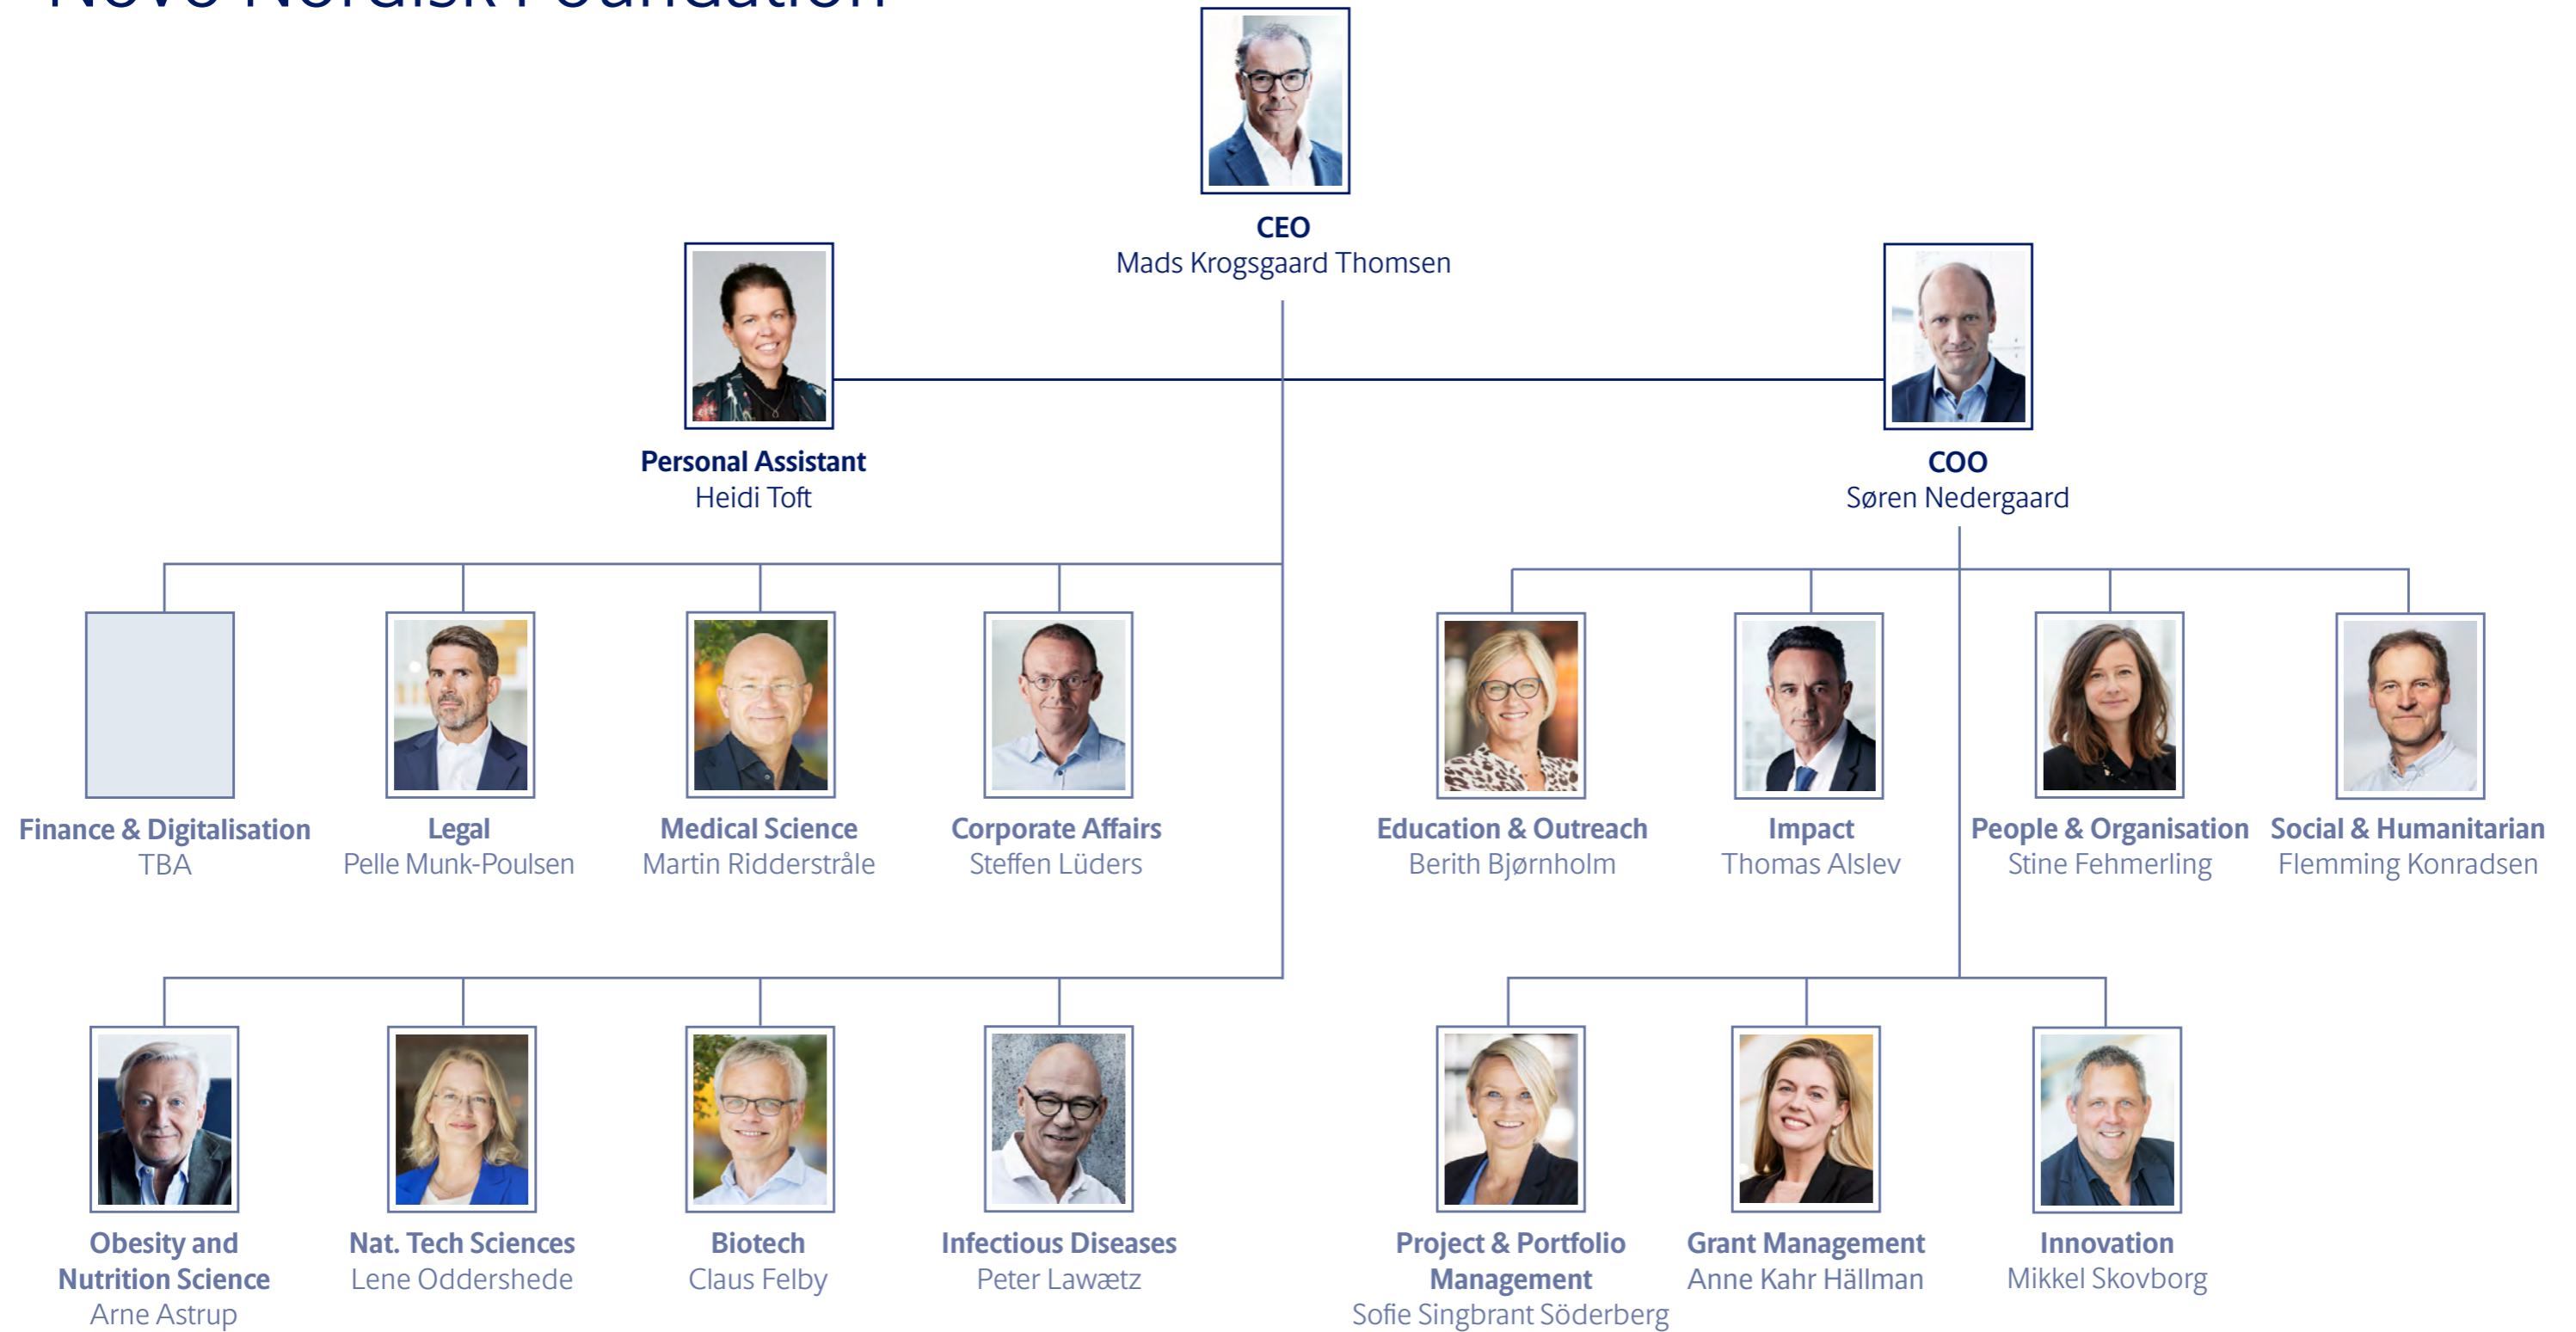 Novo Nordisk Foundation
CEO
Mads Krogsgaard Thomsen
Personal Assistant
Heidi Toft
COO
Søren Nedergaard
Finance & Digitalisation
TBA
Legal
Pelle Munk-Poulsen
Medical Science
Martin Ridderstråle
Corporate Affairs
Steffen Lüders
Education & Outreach
Berith Bjørnholm
Impact
Thomas Alslev
People & Organisation
Stine Fehmerling
Social & Humanitarian
Flemming Konradsen
Obesity and
Nutrition Science
Arne Astrup
Nat. Tech Sciences
Lene Oddershede
Biotech
Claus Felby
Infectious Diseases
Peter Lawætz
Project & Portfolio
Management
Sofie Singbrant Söderberg
Grant Management
Anne Kahr Hällman
Innovation
Mikkel Skovborg